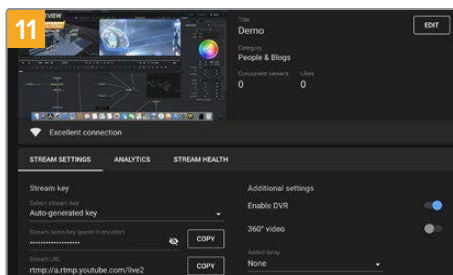 11
EVIEW
Title
Demo
EDIT
Category
People & Blogs
Concurrent viewers Likes
0 0
Excellent connection
STREAM SETTINGS ANALYTICS STREAM HEALTH
Stream key Additional settings
Select stream key
Auto-generated key
Enable DVR
Stream name/key (paste in encoder)
COPY
360° video
Stream URL
rtmp://a.rtmp.youtube.com/live2
COPY
Added delay
None